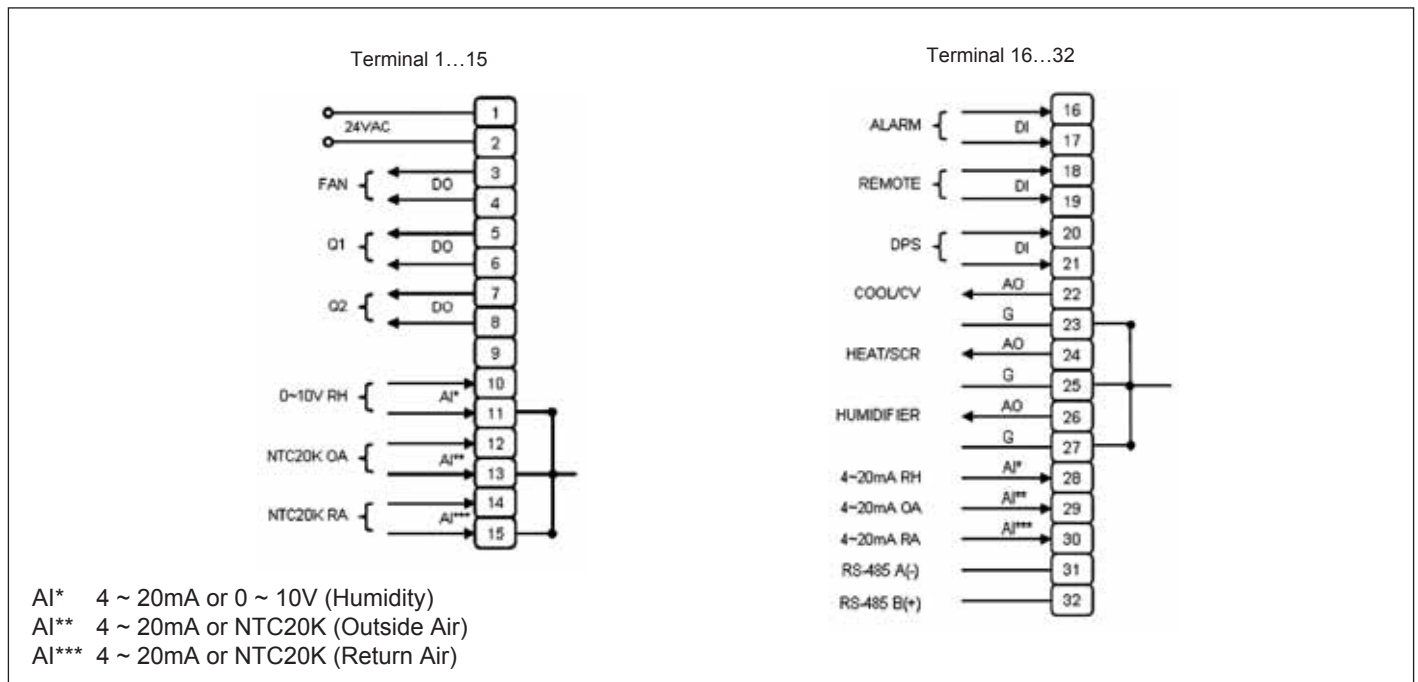 Terminal 1…15
1
24VAC
2
3
FAN { DO
4
5
Q1 { DO
6
7
Q2 { DO
8
9
10
0~10V RH { AI*
11
12
NTC20K OA { AI**
13
14
NTC20K RA { AI***
15
Terminal 16…32
16
ALARM { DI
17
18
REMOTE { DI
19
20
DPS { DI
21
COOL/CV AO 22
G 23
HEAT/SCR AO 24
G 25
HUMIDIFIER AO 26
G 27
4~20mA RH AI* 28
4~20mA OA AI** 29
4~20mA RA AI*** 30
RS-485 A(-) 31
RS-485 B(+) 32
AI* 4 ~ 20mA or 0 ~ 10V (Humidity)
AI** 4 ~ 20mA or NTC20K (Outside Air)
AI*** 4 ~ 20mA or NTC20K (Return Air)